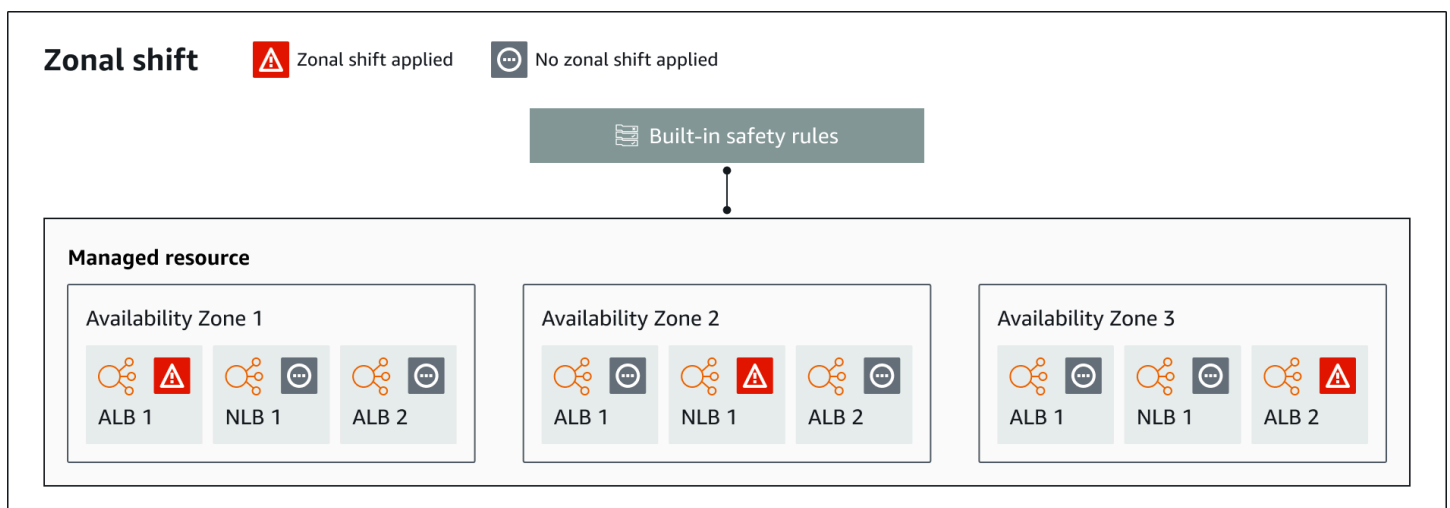 Zonal shift
Zonal shift applied
No zonal shift applied
Built-in safety rules
Managed resource
Availability Zone 1
ALB 1
NLB 1
ALB 2
Availability Zone 2
ALB 1
NLB 1
ALB 2
Availability Zone 3
ALB 1
NLB 1
ALB 2